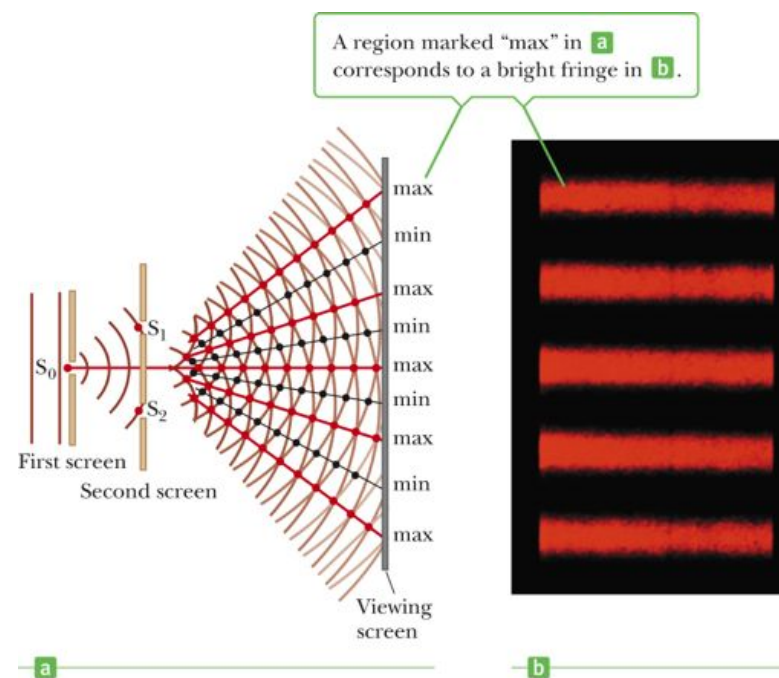 A region marked “max” in a
corresponds to a bright fringe in b.
max
min
max
min
max
min
max
min
max
S0
S1
S2
First screen
Second screen
Viewing
screen
a
b